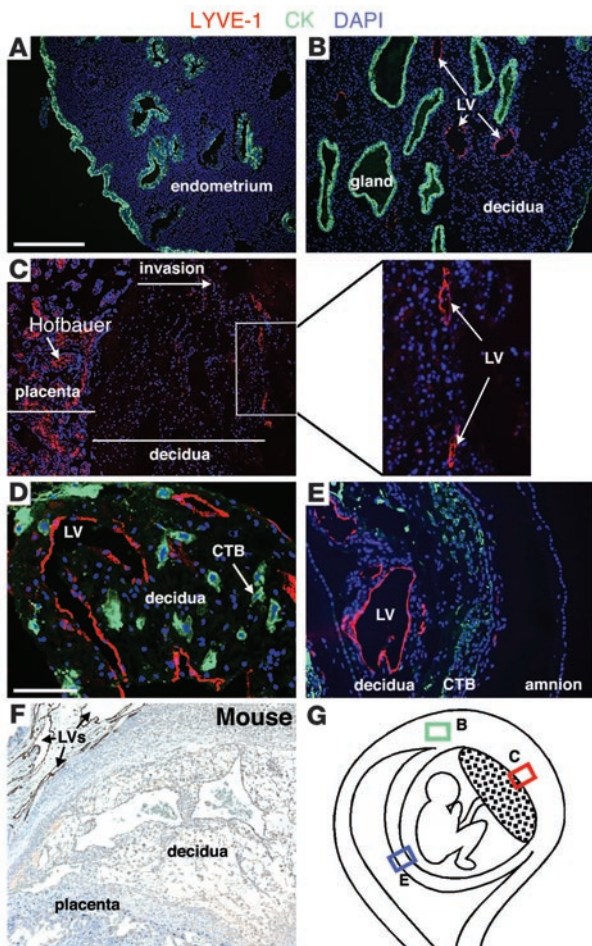 LYVE-1 CK DAPI
A
endometrium
B
LV
gland
decidua
C
invasion
Hofbauer
placenta
decidua
LV
D
LV
CTB
decidua
E
LV
decidua CTB amnion
F
Mouse
LVs
decidua
placenta
G
B
C
E